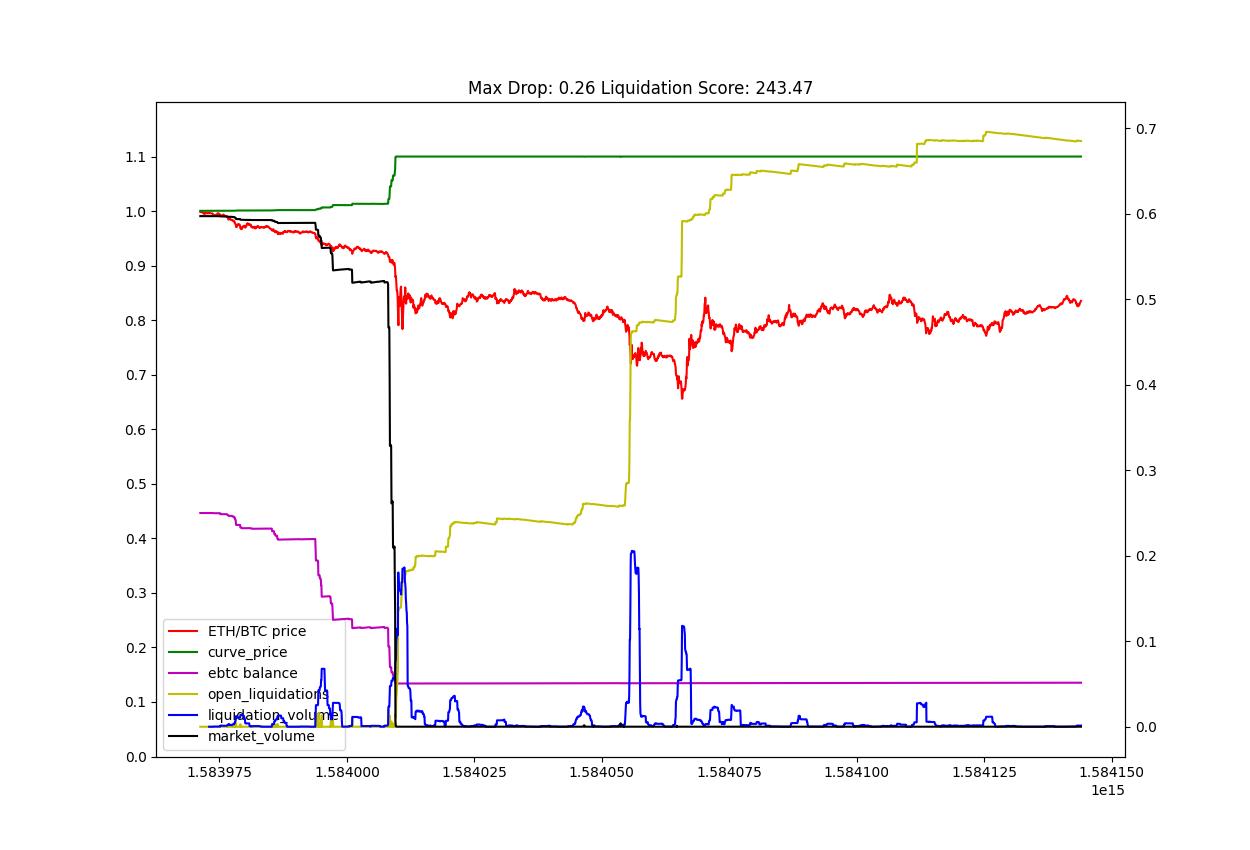 Max Drop: 0.26 Liquidation Score: 243.47
1.1
1.0
0.9
0.8
0.7
0.6
0.5
0.4
0.3
0.2
0.1
0.0
0.7
0.6
0.5
0.4
0.3
0.2
0.1
0.0
ETH/BTC price
curve_price
ebtc balance
open_liquidations
liquidation_volume
market_volume
1.583975 1.584000 1.584025 1.584050 1.584075 1.584100 1.584125 1.584150
1e15